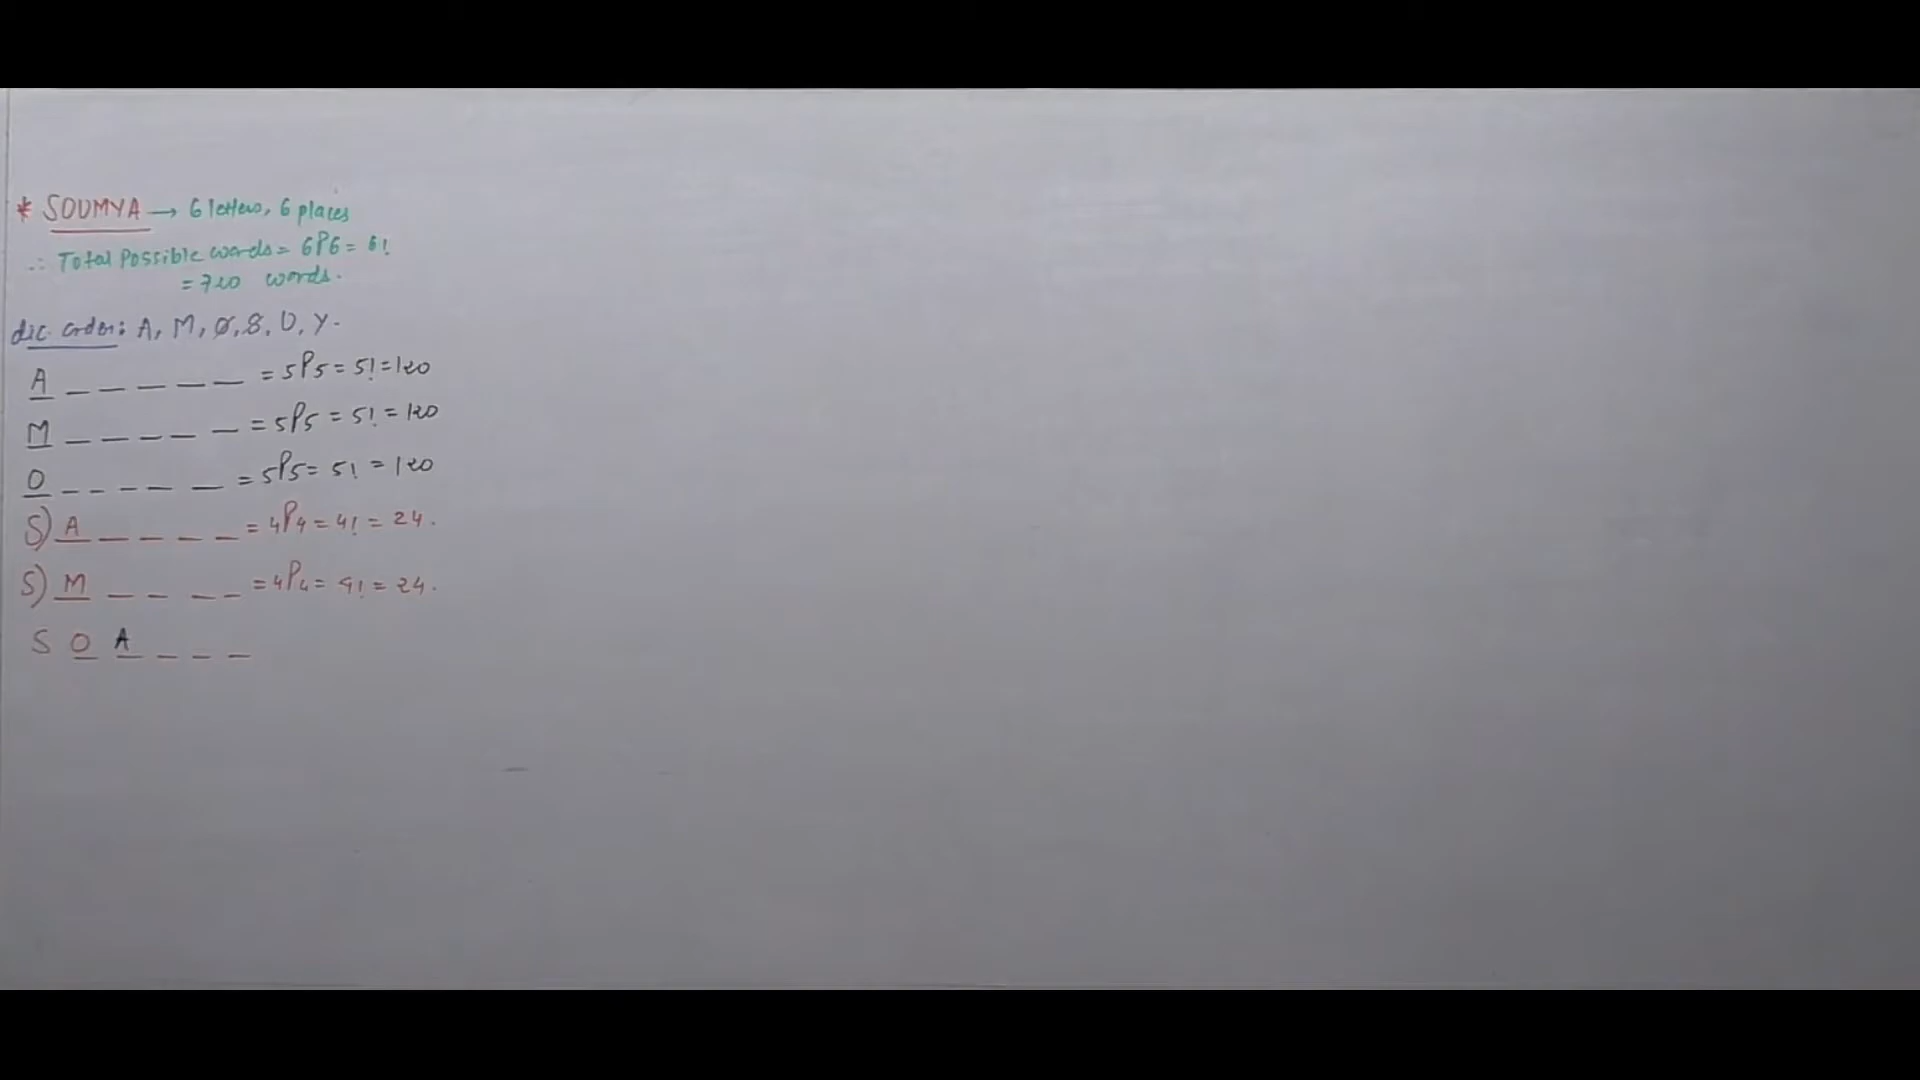 * SOUMYA → 6 letters, 6 places
∴ Total Possible words = 6P6 = 6!
= 720 words.
dic. order: A, M, O, S, U, Y.
A _ _ _ _ _ = 5P5 = 5! = 120
M _ _ _ _ _ = 5P5 = 5! = 120
O _ _ _ _ _ = 5P5 = 5! = 120
S) A _ _ _ _ = 4P4 = 4! = 24.
S) M _ _ _ _ = 4P4 = 4! = 24.
S O A _ _ _